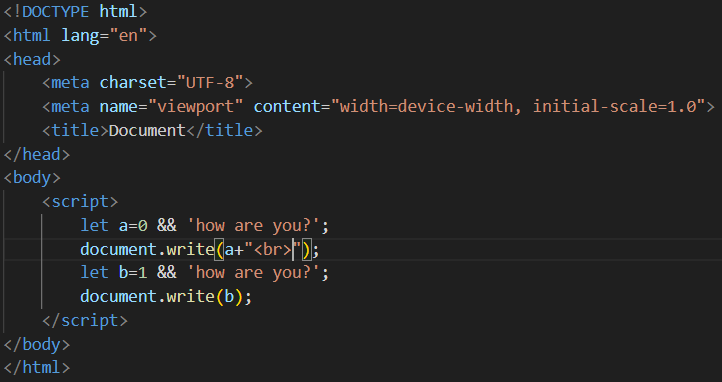 <!DOCTYPE html>
<html lang="en">
<head>
    <meta charset="UTF-8">
    <meta name="viewport" content="width=device-width, initial-scale=1.0">
    <title>Document</title>
</head>
<body>
    <script>
        let a=0 && 'how are you?';
        document.write(a+"<br>");
        let b=1 && 'how are you?';
        document.write(b);
    </script>
</body>
</html>